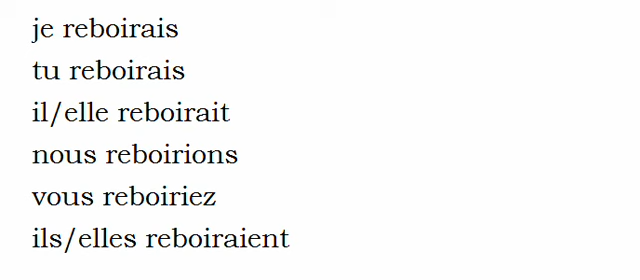 je reboirais
tu reboirais
il/elle reboirait
nous reboirions
vous reboiriez
ils/elles reboiraient